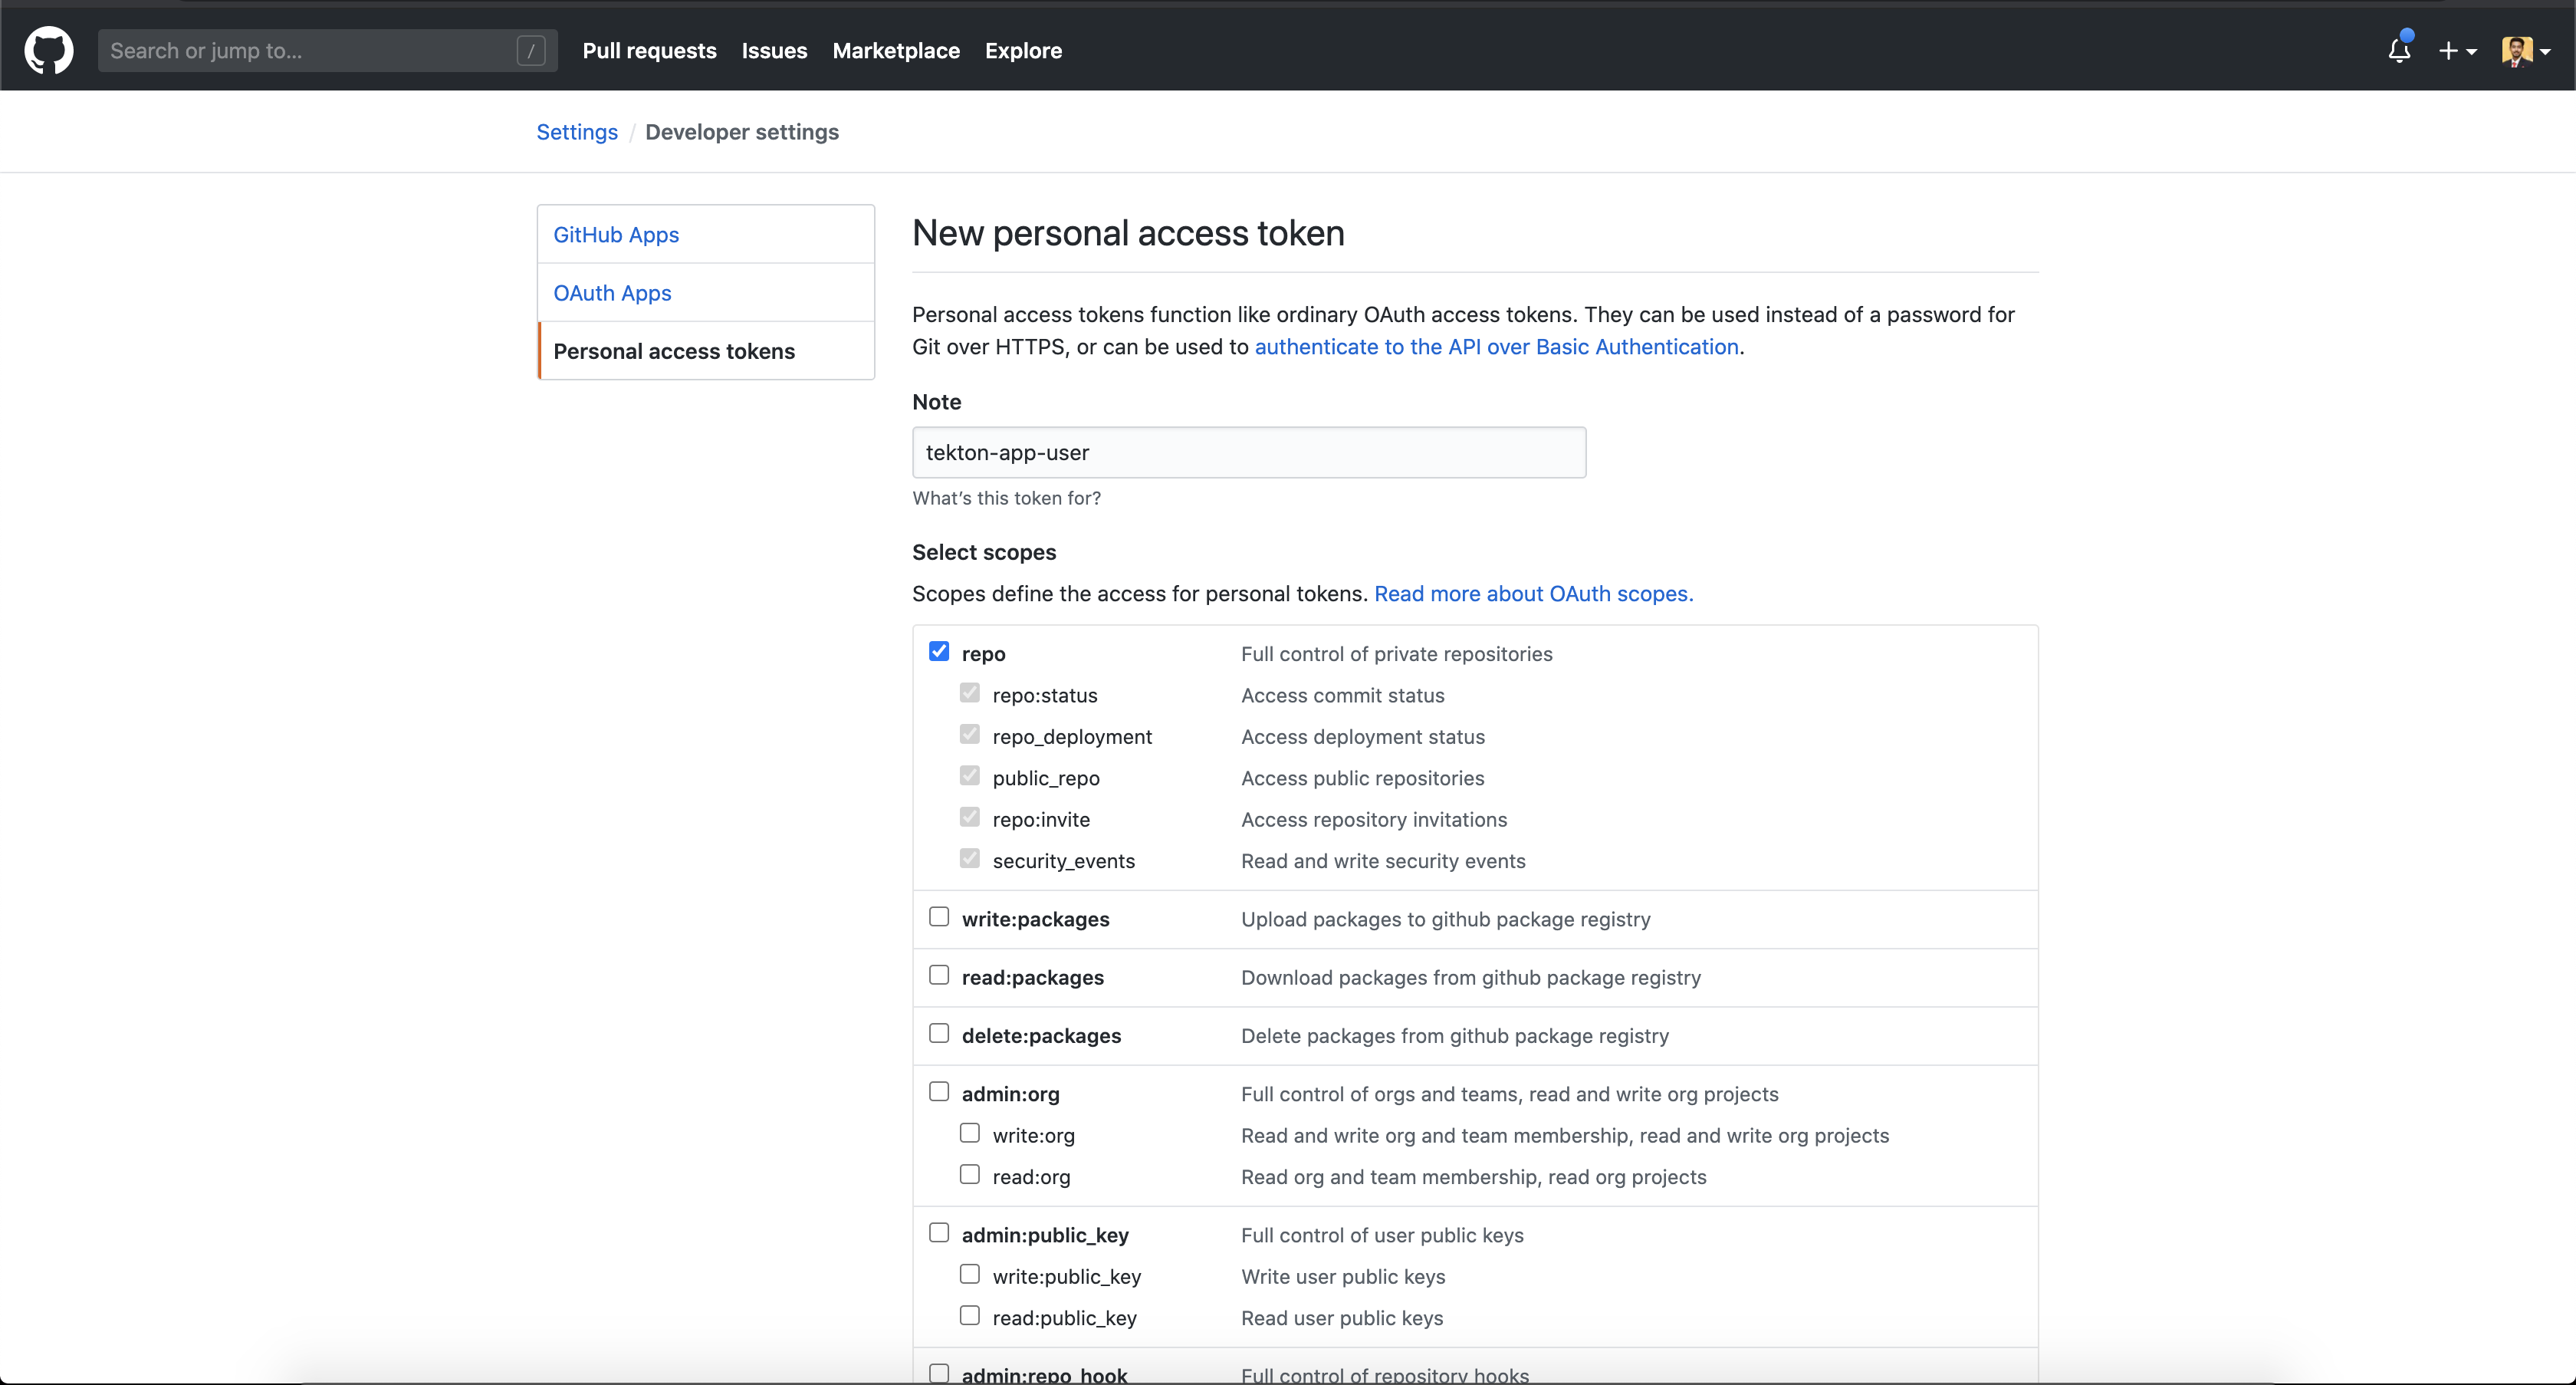 Search or jump to...
/
Pull requests Issues Marketplace Explore
Settings / Developer settings
GitHub Apps
OAuth Apps
Personal access tokens
New personal access token
Personal access tokens function like ordinary OAuth access tokens. They can be used instead of a password for
Git over HTTPS, or can be used to authenticate to the API over Basic Authentication.
Note
tekton-app-user
What's this token for?
Select scopes
Scopes define the access for personal tokens. Read more about OAuth scopes.
repo Full control of private repositories
repo:status Access commit status
repo_deployment Access deployment status
public_repo Access public repositories
repo:invite Access repository invitations
security_events Read and write security events
write:packages Upload packages to github package registry
read:packages Download packages from github package registry
delete:packages Delete packages from github package registry
admin:org Full control of orgs and teams, read and write org projects
write:org Read and write org and team membership, read and write org projects
read:org Read org and team membership, read org projects
admin:public_key Full control of user public keys
write:public_key Write user public keys
read:public_key Read user public keys
admin:repo_hook Full control of repository hooks